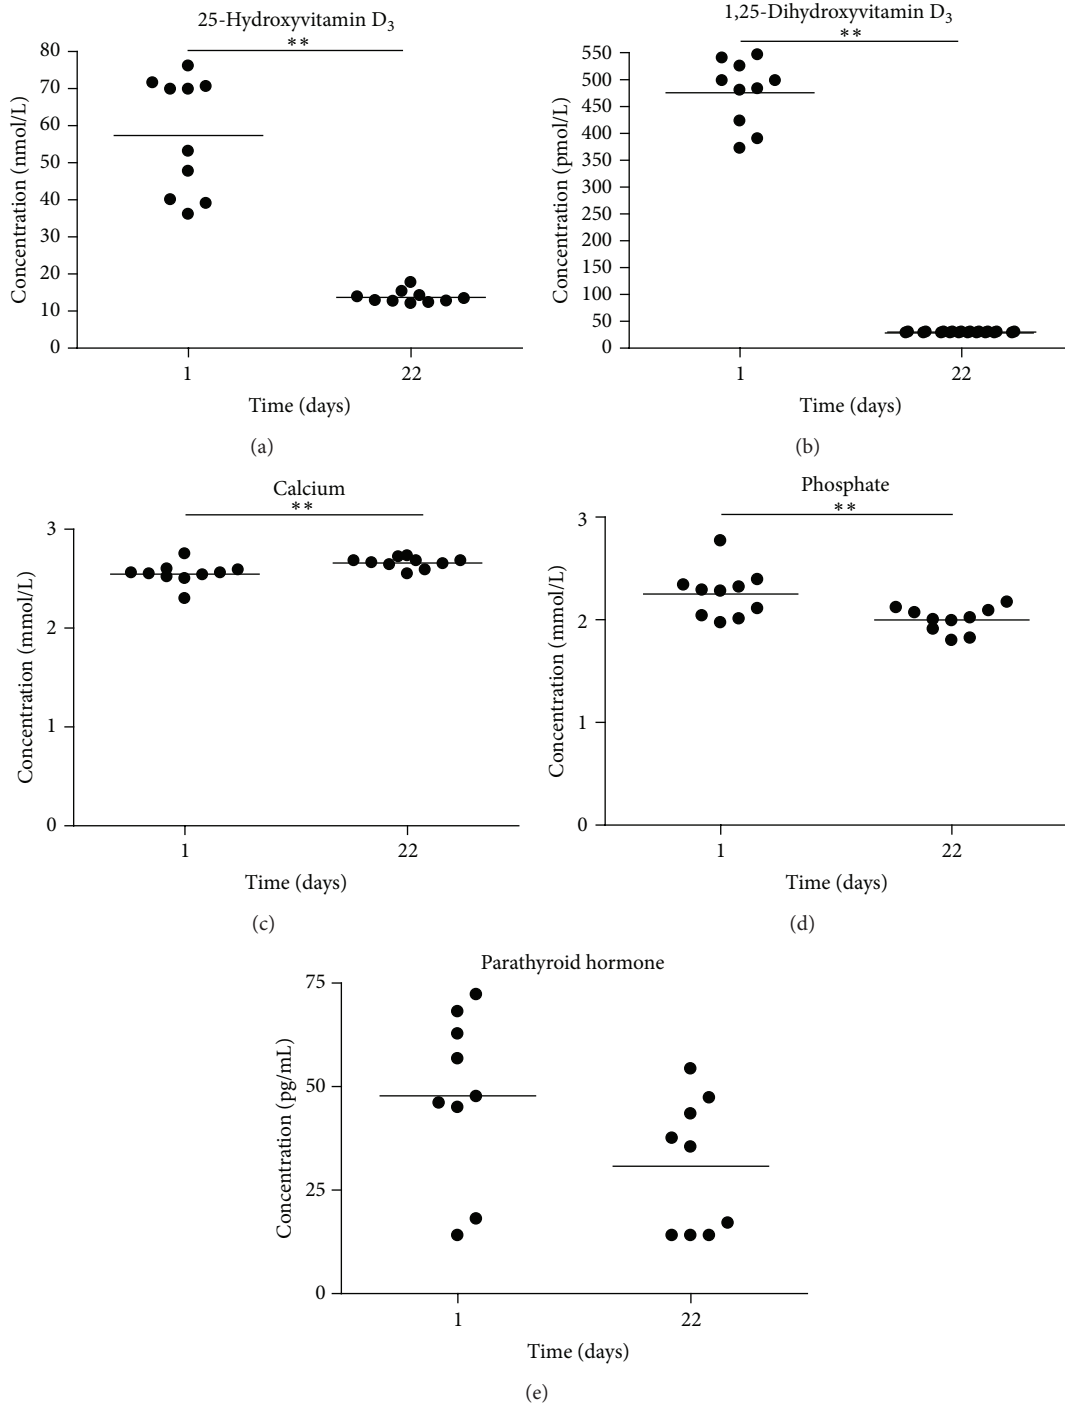 25-Hydroxyvitamin D3
**
80
70
60
50
40
30
20
10
0
Concentration (nmol/L)
1 22
Time (days)
(a)
1,25-Dihydroxyvitamin D3
**
550
500
450
400
350
300
250
200
150
100
50
0
Concentration (pmol/L)
1 22
Time (days)
(b)
Calcium
**
3
2
1
0
Concentration (mmol/L)
1 22
Time (days)
(c)
Phosphate
**
3
2
1
0
Concentration (mmol/L)
1 22
Time (days)
(d)
Parathyroid hormone
75
50
25
0
Concentration (pg/mL)
1 22
Time (days)
(e)